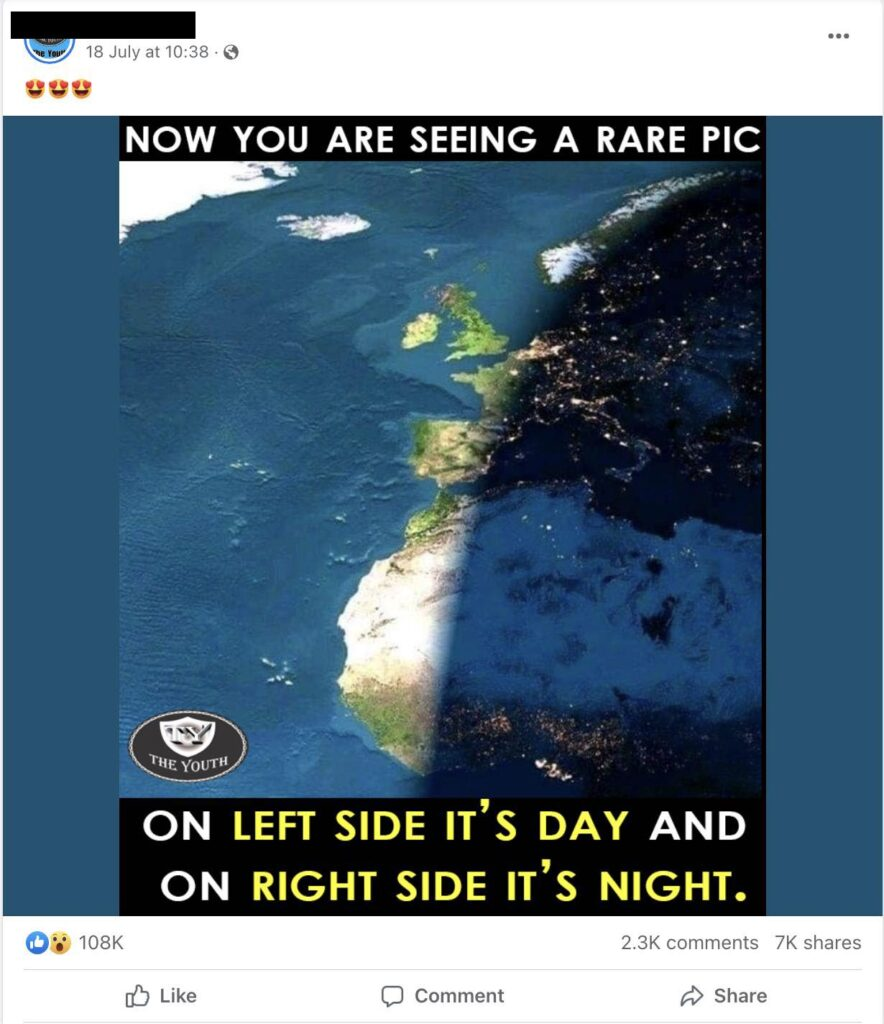 18 July at 10:38 ·
NOW YOU ARE SEEING A RARE PIC
TY
THE YOUTH
ON LEFT SIDE IT'S DAY AND
ON RIGHT SIDE IT'S NIGHT.
108K
2.3K comments 7K shares
Like
Comment
Share